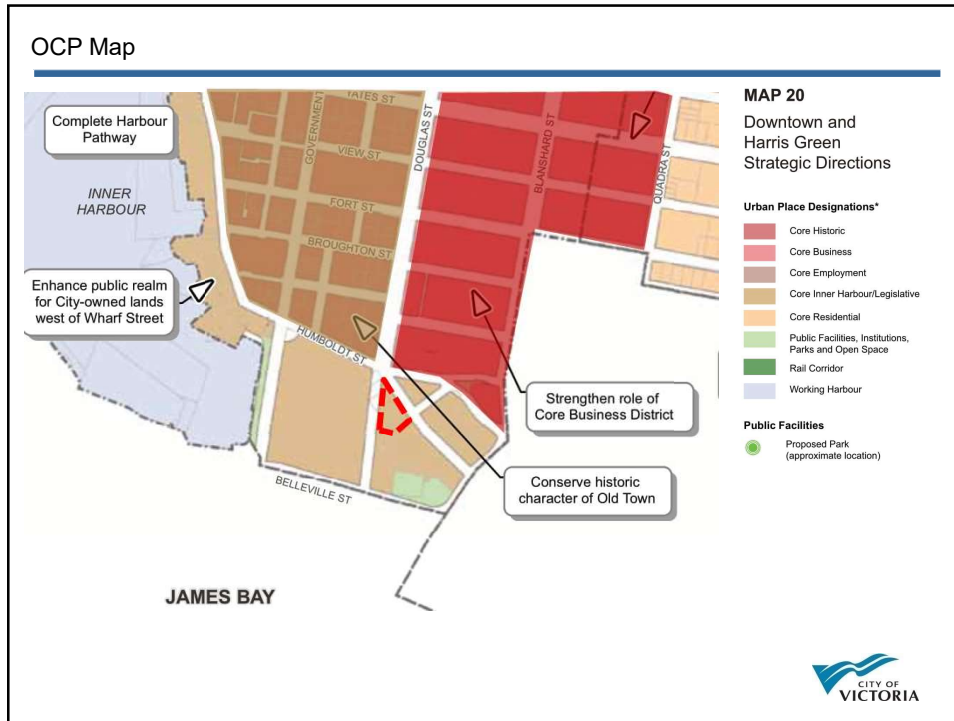 OCP Map
Complete Harbour
Pathway
INNER
HARBOUR
Enhance public realm
for City-owned lands
west of Wharf Street
YATES ST
GOVERNMENT
VIEW ST
FORT ST
BROUGHTON ST
HUMBOLDT ST
DOUGLAS ST
BLANSHARD ST
QUADRA ST
Strengthen role of
Core Business District
Conserve historic
character of Old Town
BELLEVILLE ST
JAMES BAY
MAP 20
Downtown and
Harris Green
Strategic Directions
Urban Place Designations*
Core Historic
Core Business
Core Employment
Core Inner Harbour/Legislative
Core Residential
Public Facilities, Institutions,
Parks and Open Space
Rail Corridor
Working Harbour
Public Facilities
Proposed Park
(approximate location)
CITY OF
VICTORIA